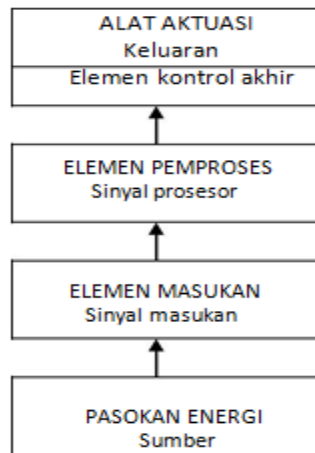 ALAT AKTUASI
Keluaran
Elemen kontrol akhir
ELEMEN PEMPROSES
Sinyal prosesor
ELEMEN MASUKAN
Sinyal masukan
PASOKAN ENERGI
Sumber